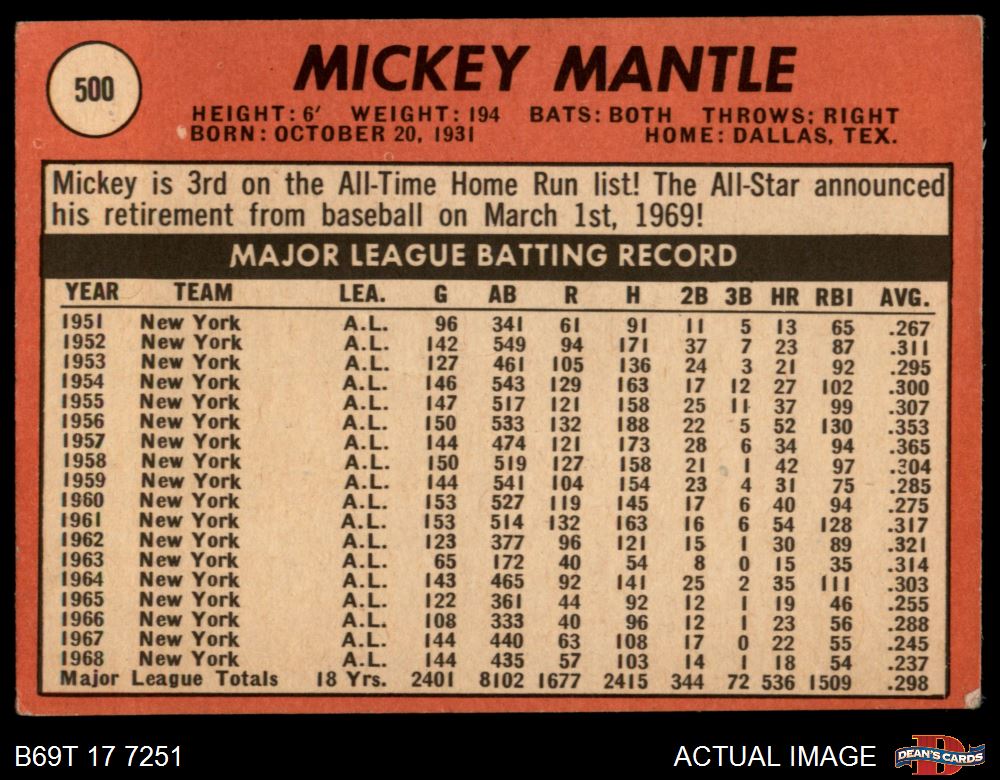 500
MICKEY MANTLE
HEIGHT: 6' WEIGHT: 194 BATS: BOTH THROWS: RIGHT
BORN: OCTOBER 20, 1931 HOME: DALLAS, TEX.
Mickey is 3rd on the All-Time Home Run list! The All-Star announced
his retirement from baseball on March 1st, 1969!
MAJOR LEAGUE BATTING RECORD
YEAR TEAM LEA. G AB R H 2B 3B HR RBI AVG.
1951 New York A.L. 96 341 61 91 11 5 13 65 .267
1952 New York A.L. 142 549 94 171 37 7 23 87 .311
1953 New York A.L. 127 461 105 136 24 3 21 92 .295
1954 New York A.L. 146 543 129 163 17 12 27 102 .300
1955 New York A.L. 147 517 121 158 25 11 37 99 .307
1956 New York A.L. 150 533 132 188 22 5 52 130 .353
1957 New York A.L. 144 474 121 173 28 6 34 94 .365
1958 New York A.L. 150 519 127 158 21 1 42 97 .304
1959 New York A.L. 144 541 104 154 23 4 31 75 .285
1960 New York A.L. 153 527 119 145 17 6 40 94 .275
1961 New York A.L. 153 514 132 163 16 6 54 128 .317
1962 New York A.L. 123 377 96 121 15 1 30 89 .321
1963 New York A.L. 65 172 40 54 8 0 15 35 .314
1964 New York A.L. 143 465 92 141 25 2 35 111 .303
1965 New York A.L. 122 361 44 92 12 1 19 46 .255
1966 New York A.L. 108 333 40 96 12 1 23 56 .288
1967 New York A.L. 144 440 63 108 17 0 22 55 .245
1968 New York A.L. 144 435 57 103 14 1 18 54 .237
Major League Totals 18 Yrs. 2401 8102 1677 2415 344 72 536 1509 .298
B69T 17 7251 ACTUAL IMAGE DEAN'S CARDS